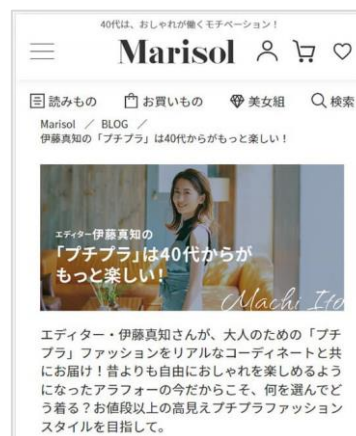 40代は、おしゃれが働くモチベーション！
Marisol
読みもの お買いもの 美女組 検索
Marisol ／ BLOG ／
伊藤真知の「プチプラ」は40代からがもっと楽しい！
エディター伊藤真知の
「プチプラ」は40代からが
もっと楽しい！
Machi Ito
エディター・伊藤真知さんが、大人のための「プチ
プラ」ファッションをリアルなコーディネートと共
にお届け！昔よりも自由におしゃれを楽しめるよう
になったアラフォーの今だからこそ、何を選んでど
う着る？お値段以上の高見えプチプラファッション
スタイルを目指して。